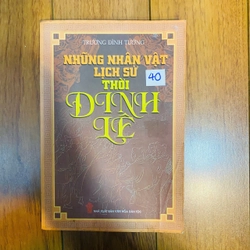 TRƯƠNG ĐÌNH TƯỞNG
NHỮNG NHÂN VẬT
LỊCH SỬ
THỜI
40
ĐINH
LÊ